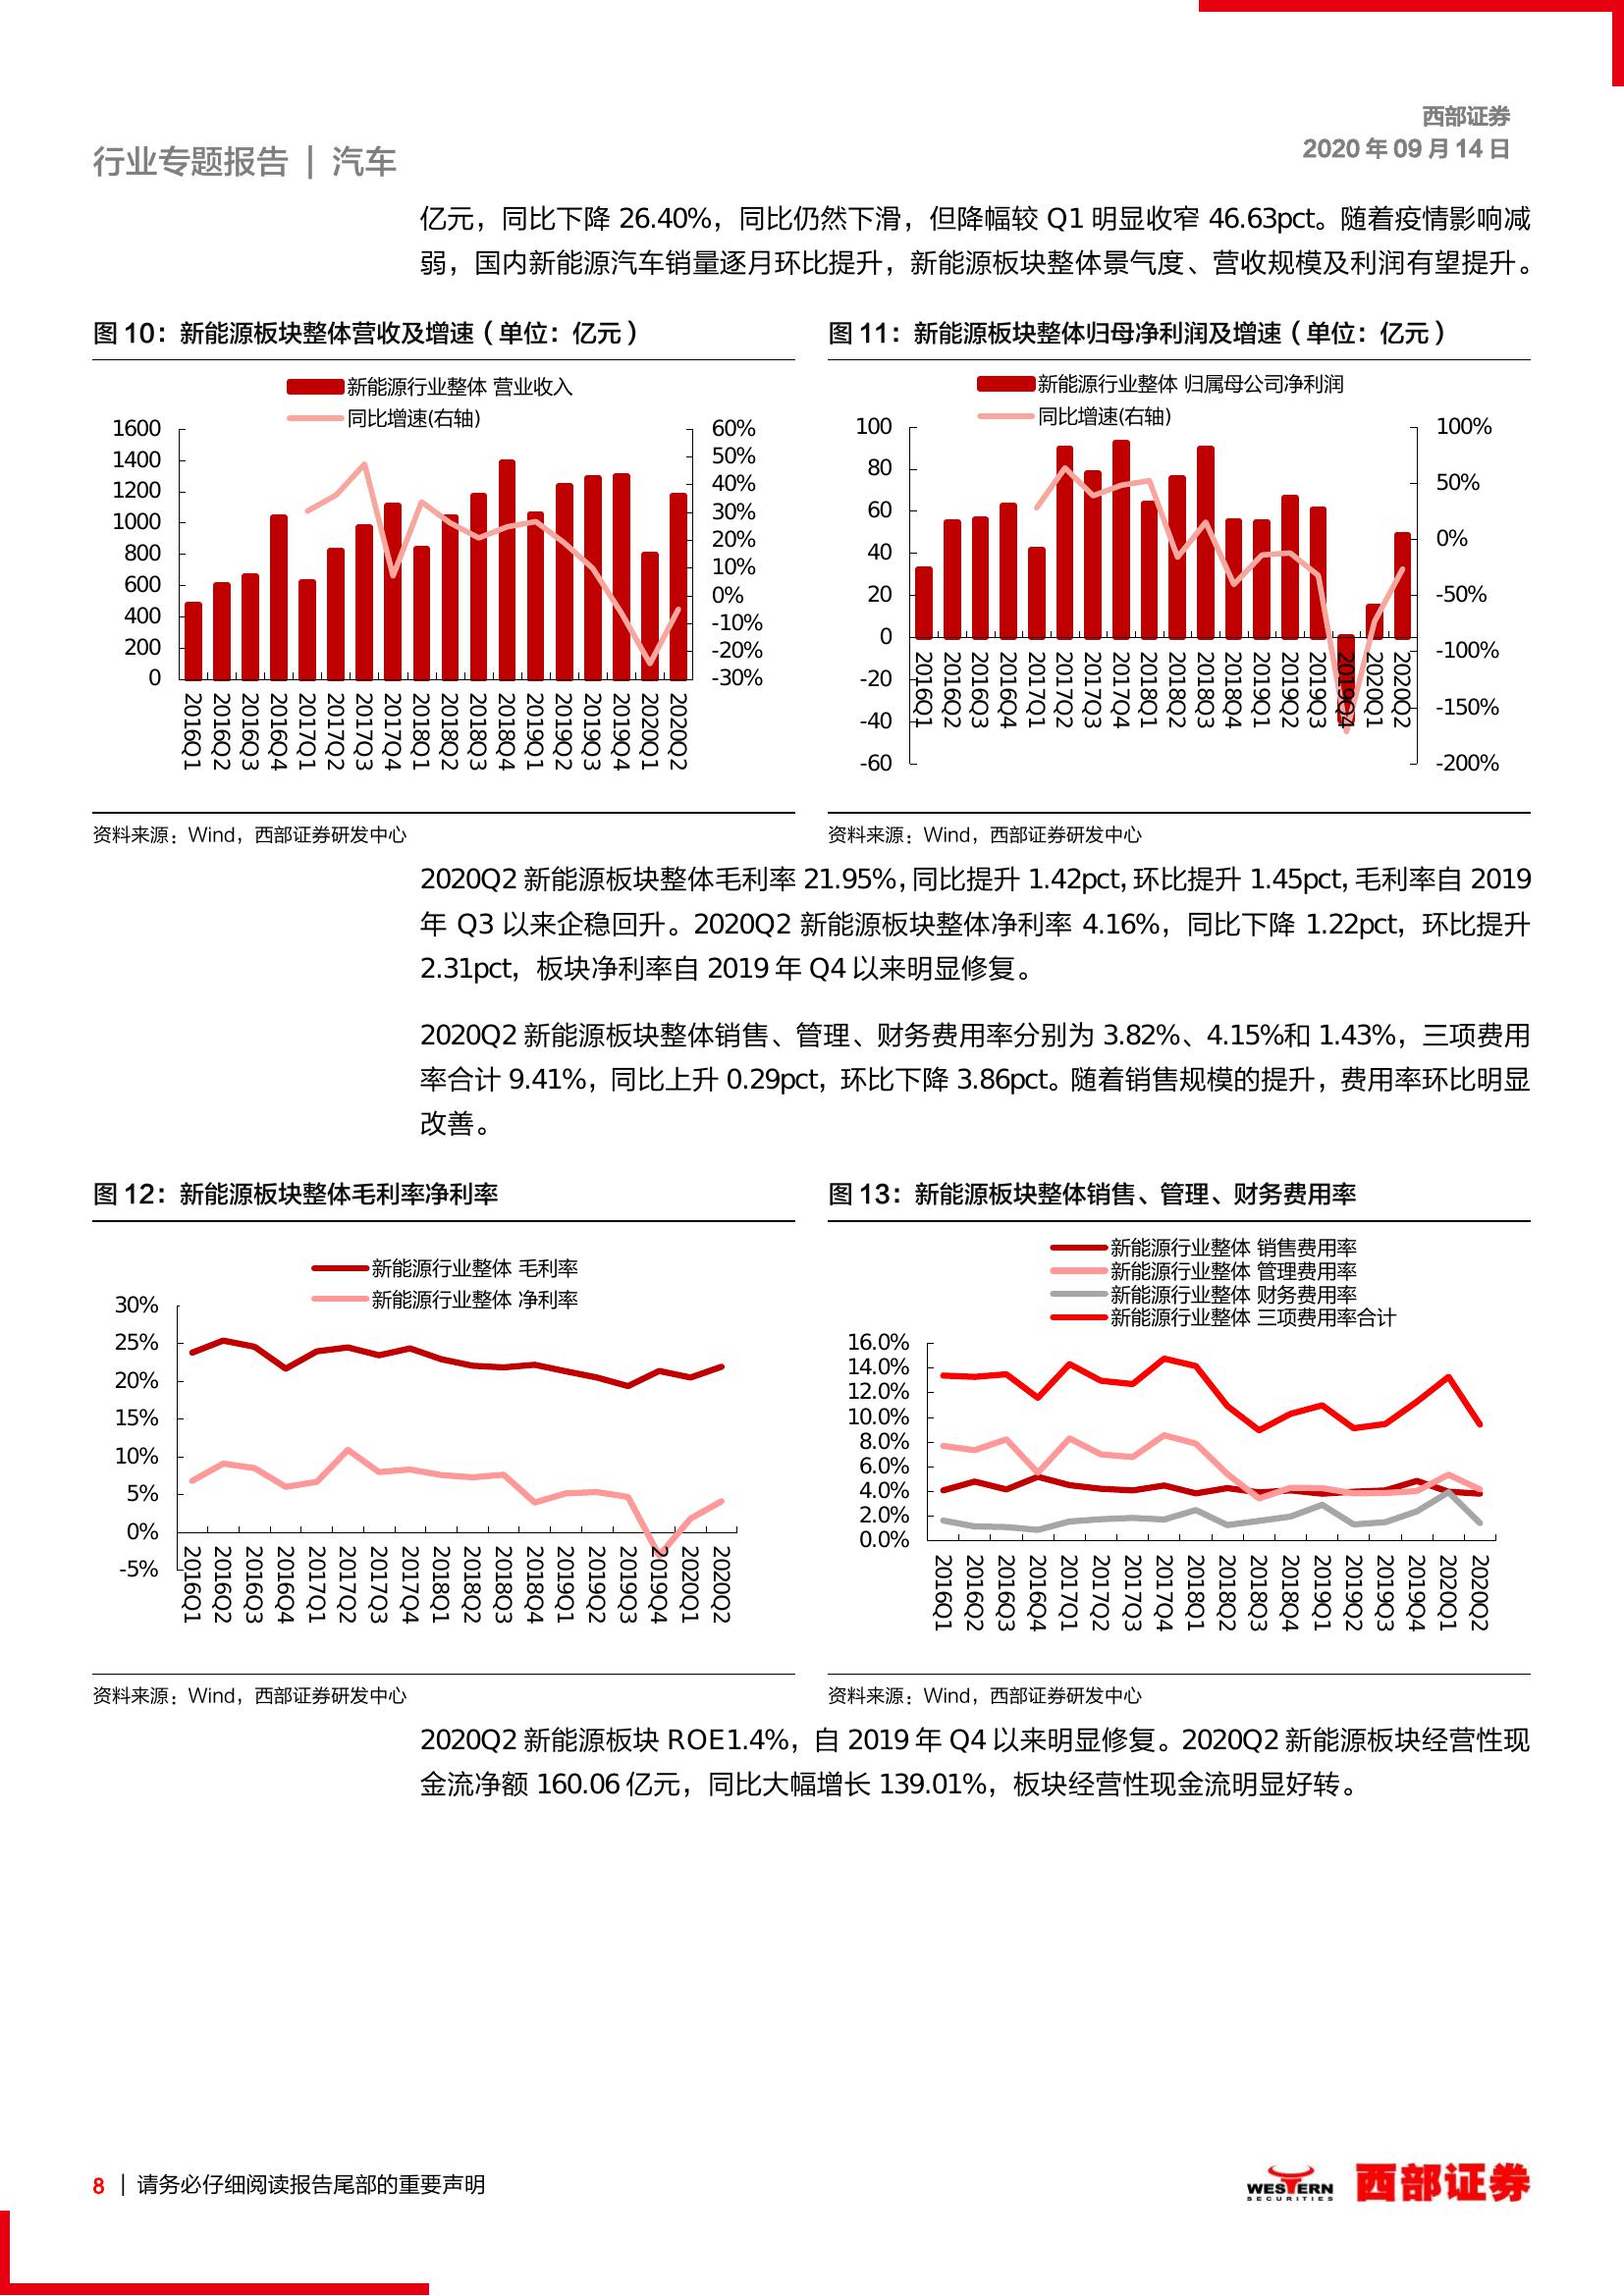 西部证券
2020 年 09 月 14 日
行业专题报告 | 汽车
亿元，同比下降 26.40%，同比仍然下滑，但降幅较 Q1 明显收窄 46.63pct。随着疫情影响减
弱，国内新能源汽车销量逐月环比提升，新能源板块整体景气度、营收规模及利润有望提升。
图 10：新能源板块整体营收及增速（单位：亿元）
新能源行业整体 营业收入
同比增速(右轴)
1600
1400
1200
1000
800
600
400
200
0
60%
50%
40%
30%
20%
10%
0%
-10%
-20%
-30%
2016Q1
2016Q2
2016Q3
2016Q4
2017Q1
2017Q2
2017Q3
2017Q4
2018Q1
2018Q2
2018Q3
2018Q4
2019Q1
2019Q2
2019Q3
2019Q4
2020Q1
2020Q2
资料来源：Wind，西部证券研发中心
图 11：新能源板块整体归母净利润及增速（单位：亿元）
新能源行业整体 归属母公司净利润
同比增速(右轴)
100
80
60
40
20
0
-20
-40
-60
100%
50%
0%
-50%
-100%
-150%
-200%
2016Q1
2016Q2
2016Q3
2016Q4
2017Q1
2017Q2
2017Q3
2017Q4
2018Q1
2018Q2
2018Q3
2018Q4
2019Q1
2019Q2
2019Q3
2019Q4
2020Q1
2020Q2
资料来源：Wind，西部证券研发中心
2020Q2 新能源板块整体毛利率 21.95%，同比提升 1.42pct，环比提升 1.45pct，毛利率自 2019
年 Q3 以来企稳回升。2020Q2 新能源板块整体净利率 4.16%，同比下降 1.22pct，环比提升
2.31pct，板块净利率自 2019 年 Q4 以来明显修复。
2020Q2 新能源板块整体销售、管理、财务费用率分别为 3.82%、4.15%和 1.43%，三项费用
率合计 9.41%，同比上升 0.29pct，环比下降 3.86pct。随着销售规模的提升，费用率环比明显
改善。
图 12：新能源板块整体毛利率净利率
新能源行业整体 毛利率
新能源行业整体 净利率
30%
25%
20%
15%
10%
5%
0%
-5%
2016Q1
2016Q2
2016Q3
2016Q4
2017Q1
2017Q2
2017Q3
2017Q4
2018Q1
2018Q2
2018Q3
2018Q4
2019Q1
2019Q2
2019Q3
2019Q4
2020Q1
2020Q2
资料来源：Wind，西部证券研发中心
图 13：新能源板块整体销售、管理、财务费用率
新能源行业整体 销售费用率
新能源行业整体 管理费用率
新能源行业整体 财务费用率
新能源行业整体 三项费用率合计
16.0%
14.0%
12.0%
10.0%
8.0%
6.0%
4.0%
2.0%
0.0%
2016Q1
2016Q2
2016Q3
2016Q4
2017Q1
2017Q2
2017Q3
2017Q4
2018Q1
2018Q2
2018Q3
2018Q4
2019Q1
2019Q2
2019Q3
2019Q4
2020Q1
2020Q2
资料来源：Wind，西部证券研发中心
2020Q2 新能源板块 ROE1.4%，自 2019 年 Q4 以来明显修复。2020Q2 新能源板块经营性现
金流净额 160.06 亿元，同比大幅增长 139.01%，板块经营性现金流明显好转。
8 | 请务必仔细阅读报告尾部的重要声明
WESTERN
SECURITIES
西部证券